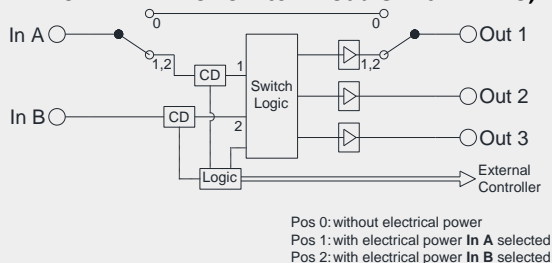 0
0
In A
Out 1
1,2
CD
1
Switch
Logic
1,2
Out 2
In B
CD
2
Out 3
Logic
External
Controller
Pos 0: without electrical power
Pos 1: with electrical power In A selected
Pos 2: with electrical power In B selected